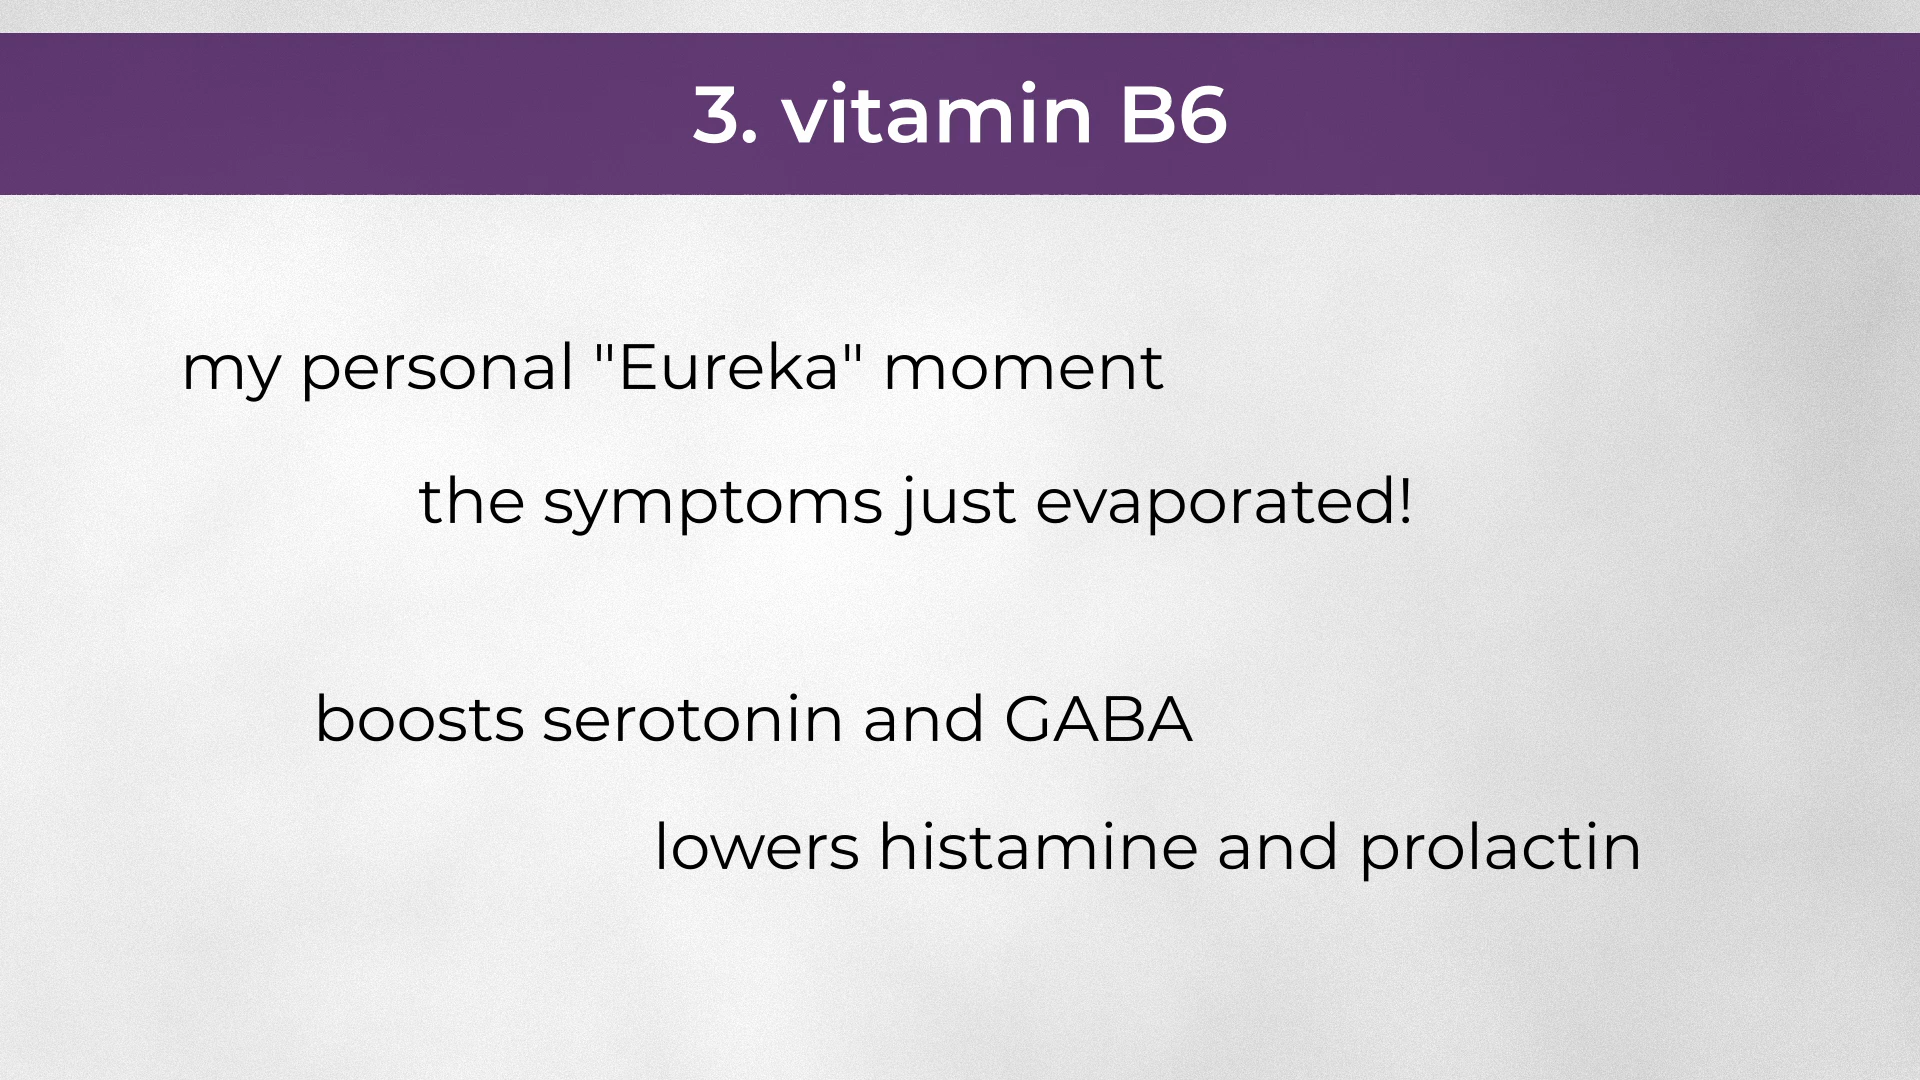 3. vitamin B6
my personal "Eureka" moment
the symptoms just evaporated!
boosts serotonin and GABA
lowers histamine and prolactin